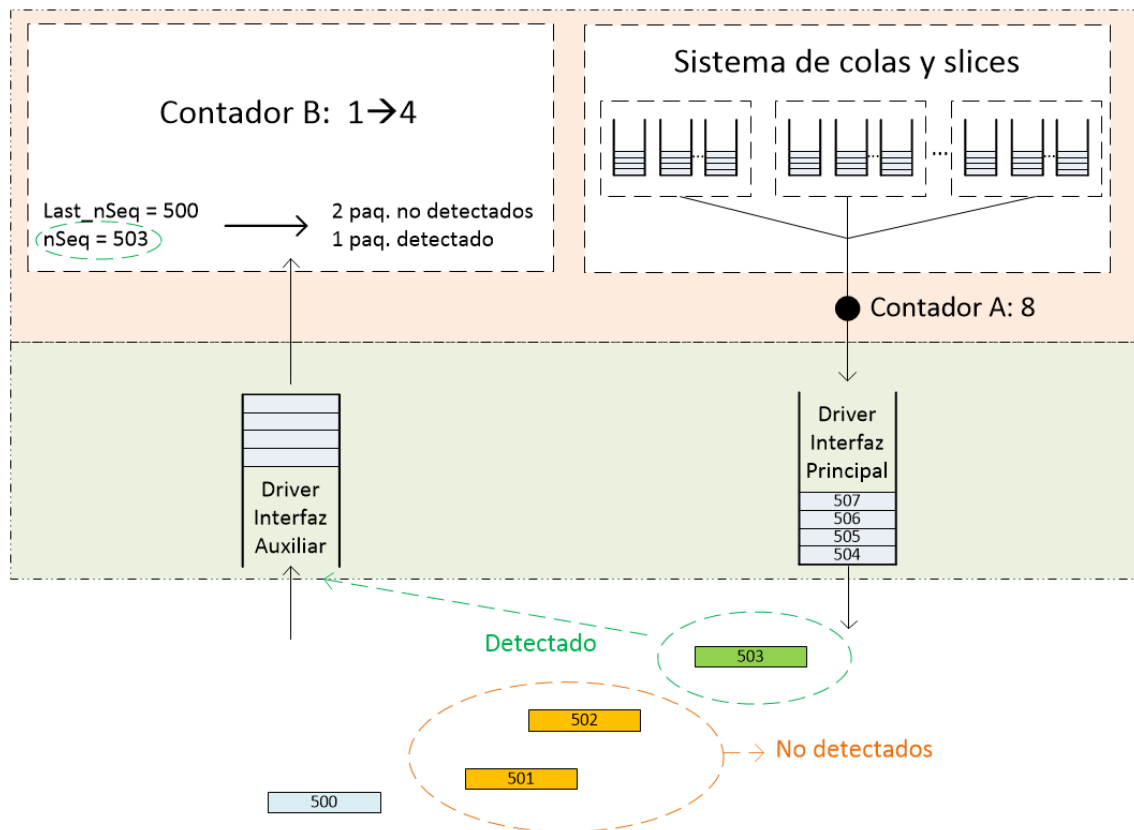 Contador B: 1→4
Last_nSeq = 500
nSeq = 503
2 paq. no detectados
1 paq. detectado
Sistema de colas y slices
...
...
...
...
Contador A: 8
Driver
Interfaz
Auxiliar
Driver
Interfaz
Principal
507
506
505
504
Detectado
503
502
501
No detectados
500